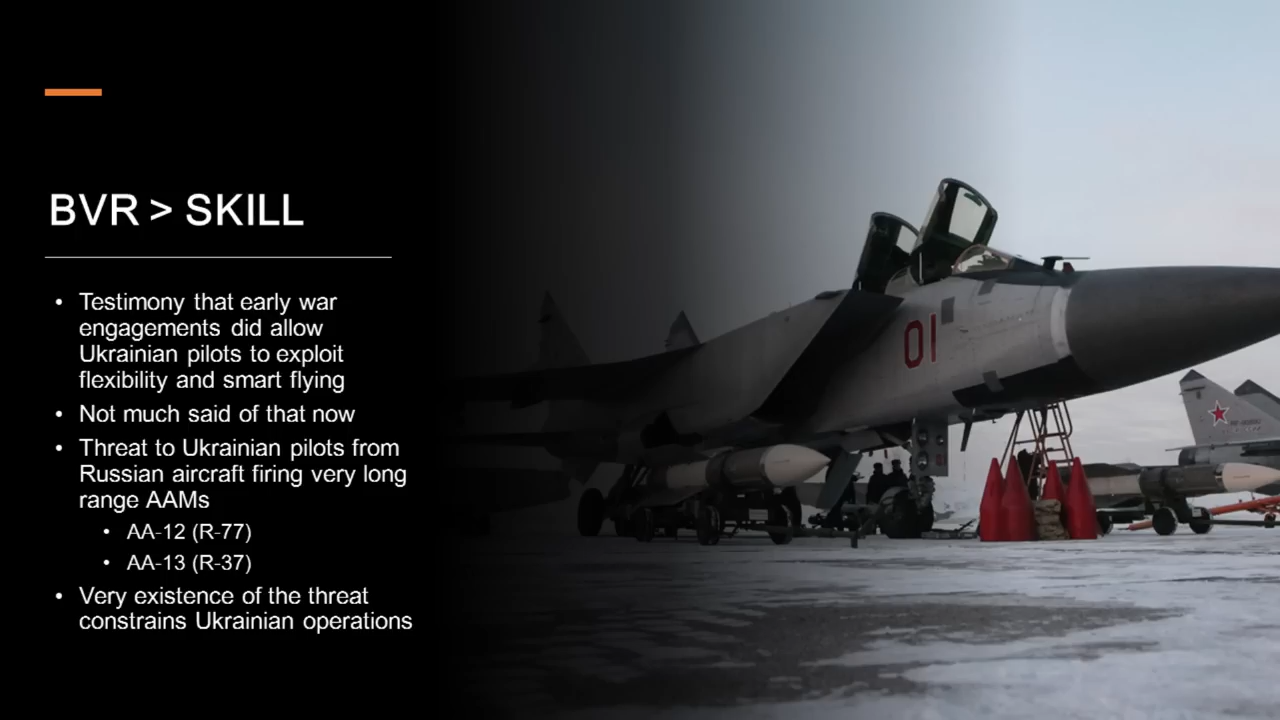 BVR > SKILL
• Testimony that early war
engagements did allow
Ukrainian pilots to exploit
flexibility and smart flying
• Not much said of that now
• Threat to Ukrainian pilots from
Russian aircraft firing very long
range AAMs
• AA-12 (R-77)
• AA-13 (R-37)
• Very existence of the threat
constrains Ukrainian operations
01